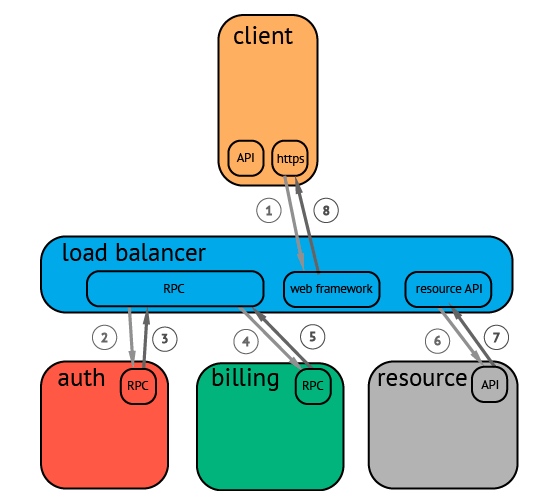 client
API
https
1
8
load balancer
RPC
web framework
resource API
2
3
4
5
6
7
auth
RPC
billing
RPC
resource
API